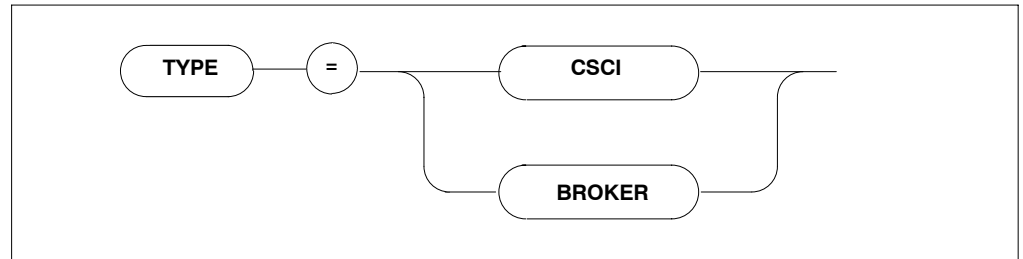 TYPE = CSCI
BROKER